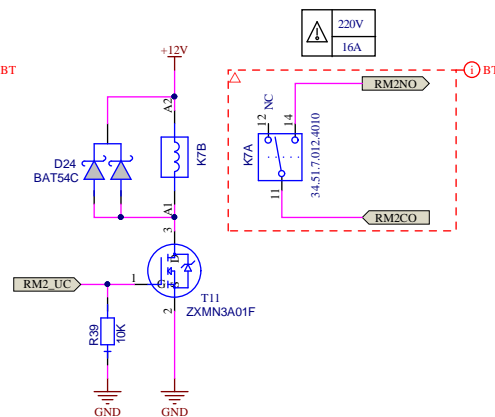 220V
16A
+12V
BT
i BT
RM2NO
A2
12
NC
14
D24
BAT54C
K7B
K7A
34.51.7.012.4010
11
A1
RM2CO
3
D
RM2_UC
1
G
S
T11
ZXMN3A01F
2
R39
10K
GND
GND